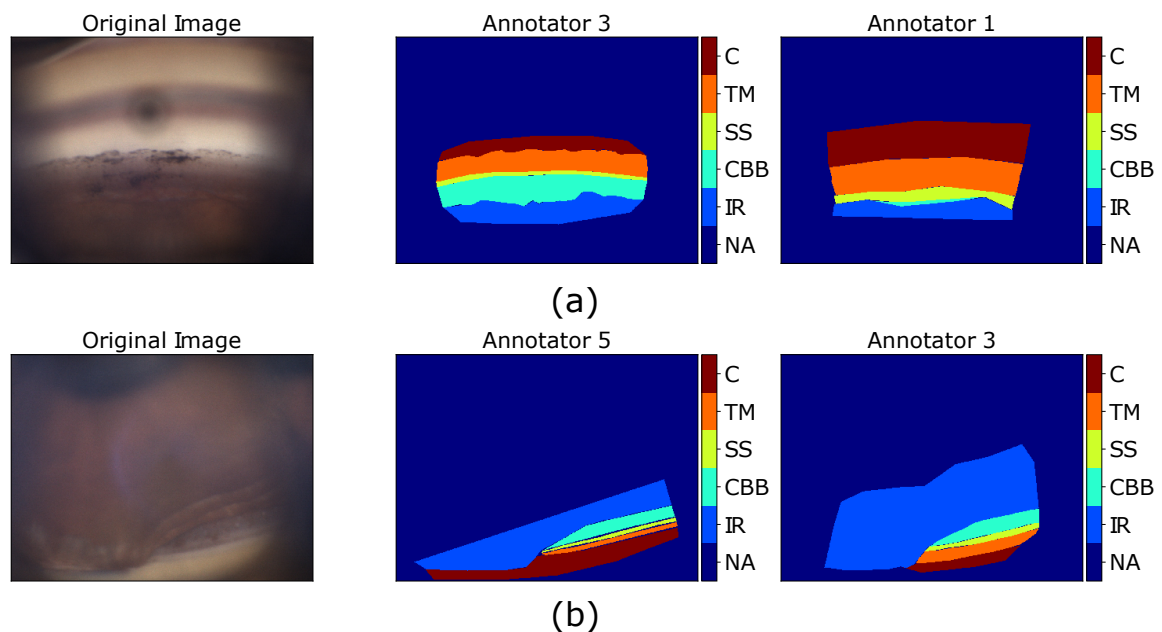 Original Image
Annotator 3
Annotator 1
C
TM
SS
CBB
IR
NA
C
TM
SS
CBB
IR
NA
(a)
Original Image
Annotator 5
Annotator 3
C
TM
SS
CBB
IR
NA
C
TM
SS
CBB
IR
NA
(b)